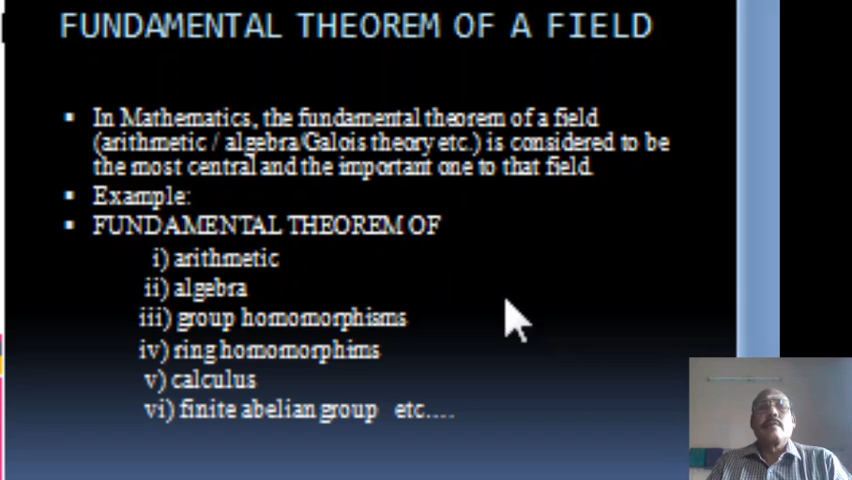 FUNDAMENTAL THEOREM OF A FIELD
In Mathematics, the fundamental theorem of a field
(arithmetic / algebra/Galois theory etc.) is considered to be
the most central and the important one to that field.
Example:
FUNDAMENTAL THEOREM OF
i) arithmetic
ii) algebra
iii) group homomorphisms
iv) ring homomorphims
v) calculus
vi) finite abelian group etc....